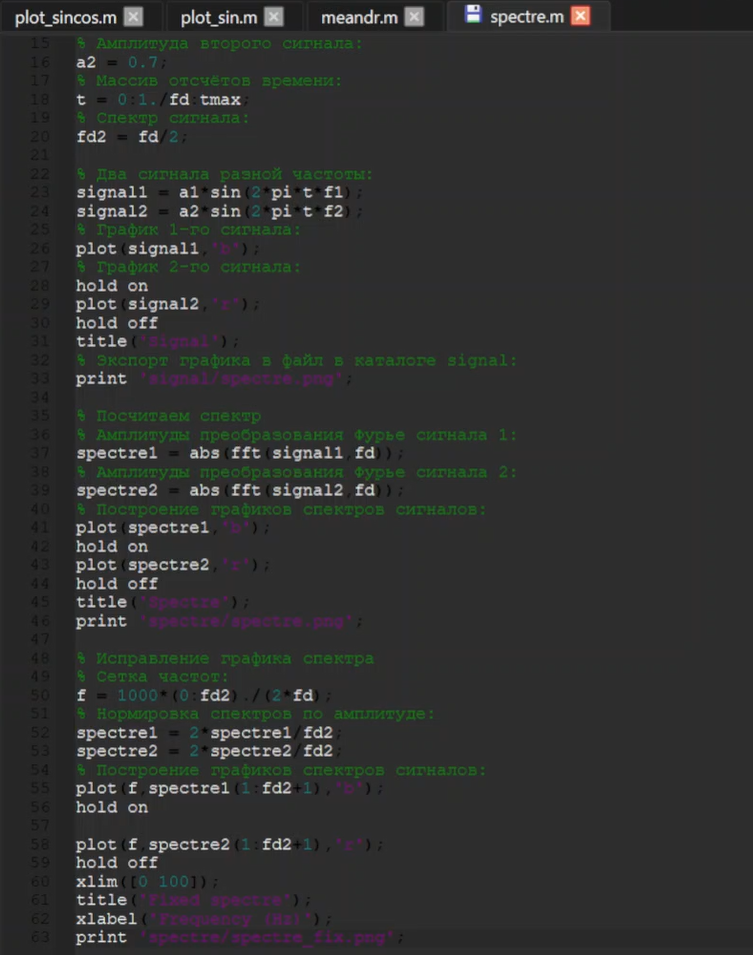 plot_sincos.m plot_sin.m meandr.m spectre.m
15 % Амплитуда второго сигнала:
16 a2 = 0.7;
17 % Массив отсчётов времени:
18 t = 0:1./fd:tmax;
19 % Спектр сигнала:
20 fd2 = fd/2;
21
22 % Два сигнала разной частоты:
23 signal1 = a1*sin(2*pi*t*f1);
24 signal2 = a2*sin(2*pi*t*f2);
25 % График 1-го сигнала:
26 plot(signal1,'b');
27 % График 2-го сигнала:
28 hold on
29 plot(signal2,'r');
30 hold off
31 title('Signal');
32 % Экспорт графика в файл в каталоге signal:
33 print 'signal/spectre.png';
34
35 % Посчитаем спектр
36 % Амплитуды преобразования Фурье сигнала 1:
37 spectre1 = abs(fft(signal1,fd));
38 % Амплитуды преобразования Фурье сигнала 2:
39 spectre2 = abs(fft(signal2,fd));
40 % Построение графиков спектров сигналов:
41 plot(spectre1,'b');
42 hold on
43 plot(spectre2,'r');
44 hold off
45 title('Spectre');
46 print 'spectre/spectre.png';
47
48 % Исправление графика спектра
49 % Сетка частот:
50 f = 1000*(0:fd2)./(2*fd);
51 % Нормировка спектров по амплитуде:
52 spectre1 = 2*spectre1/fd2;
53 spectre2 = 2*spectre2/fd2;
54 % Построение графиков спектров сигналов:
55 plot(f,spectre1(1:fd2+1),'b');
56 hold on
57
58 plot(f,spectre2(1:fd2+1),'r');
59 hold off
60 xlim([0 100]);
61 title('Fixed spectre');
62 xlabel('Frequency (Hz)');
63 print 'spectre/spectre_fix.png';